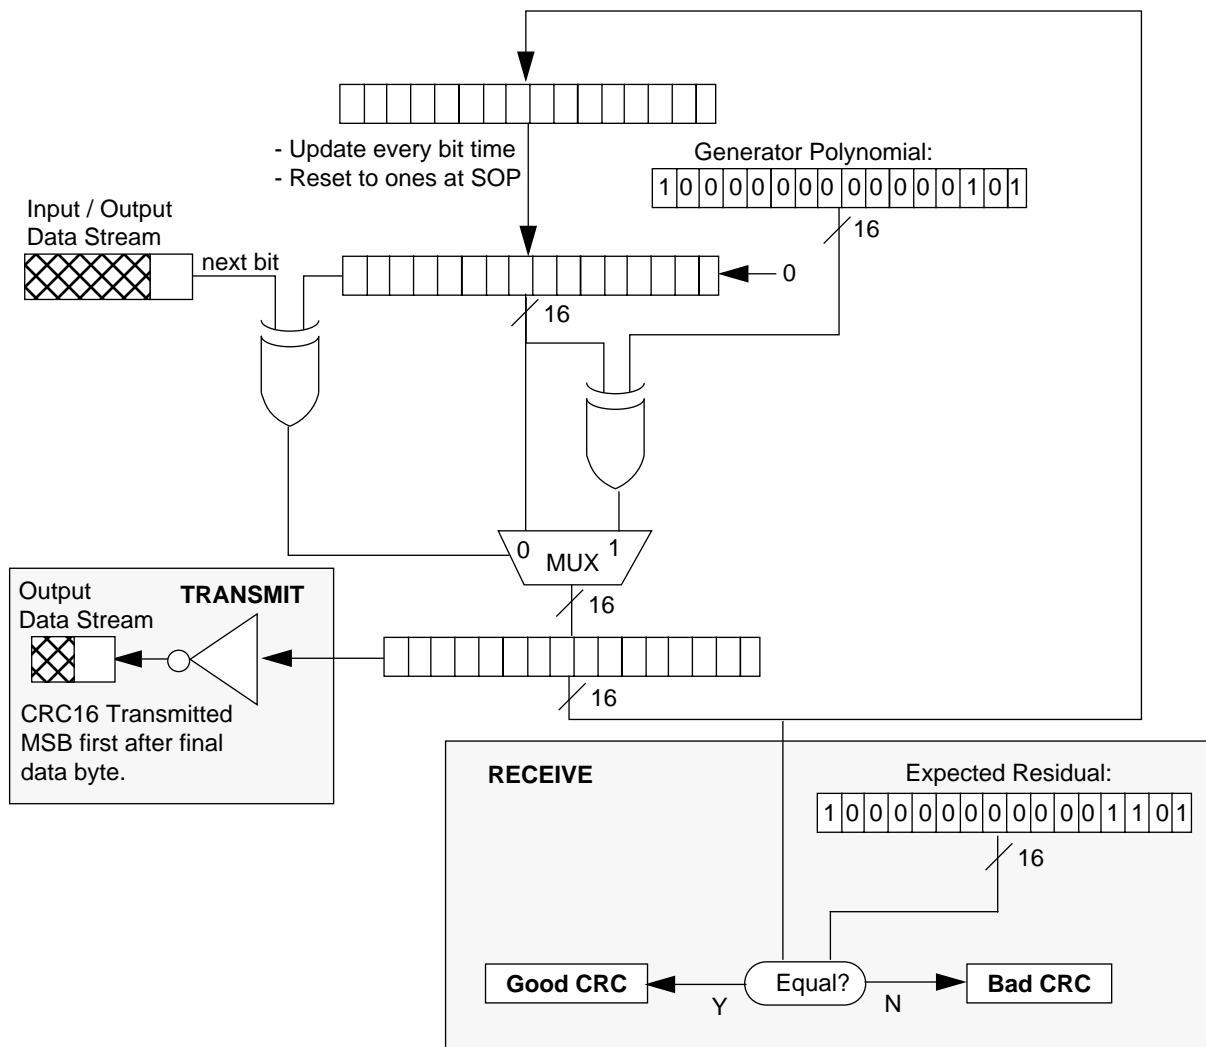 - Update every bit time
- Reset to ones at SOP
Generator Polynomial:
1 0 0 0 0 0 0 0 0 0 0 0 0 1 0 1
16
Input / Output
Data Stream
next bit
0
16
0 1
MUX
16
Output
Data Stream
TRANSMIT
16
CRC16 Transmitted
MSB first after final
data byte.
RECEIVE
Expected Residual:
1 0 0 0 0 0 0 0 0 0 0 0 1 1 0 1
16
Good CRC
Y
Equal?
N
Bad CRC